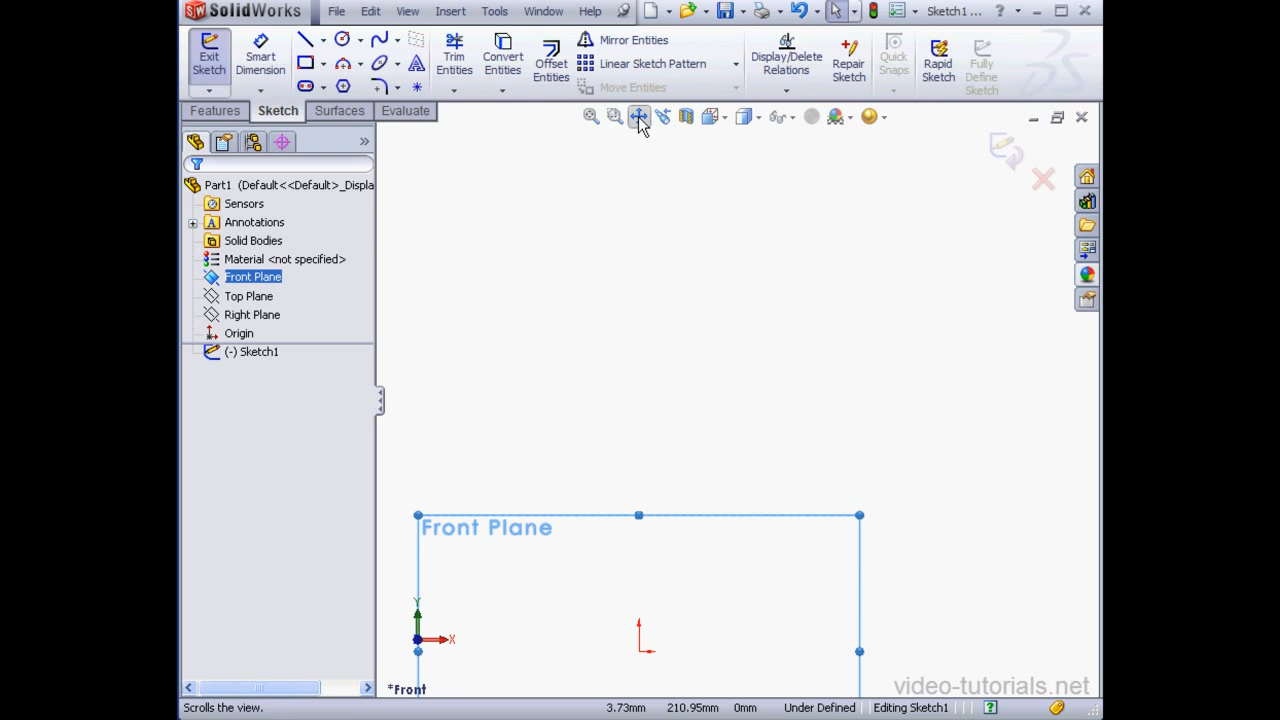 SolidWorks File Edit View Insert Tools Window Help Sketch1 ... ?
Exit Sketch
Smart Dimension
Trim Entities
Convert Entities
Offset Entities
Mirror Entities
Linear Sketch Pattern
Move Entities
Display/Delete Relations
Repair Sketch
Quick Snaps
Rapid Sketch
Fully Define Sketch
Features Sketch Surfaces Evaluate
Part1 (Default<<Default>_Displa
Sensors
Annotations
Solid Bodies
Material <not specified>
Front Plane
Top Plane
Right Plane
Origin
(-) Sketch1
Front Plane
Y
X
*Front
video-tutorials.net
Scrolls the view. 3.73mm 210.95mm 0mm Under Defined Editing Sketch1